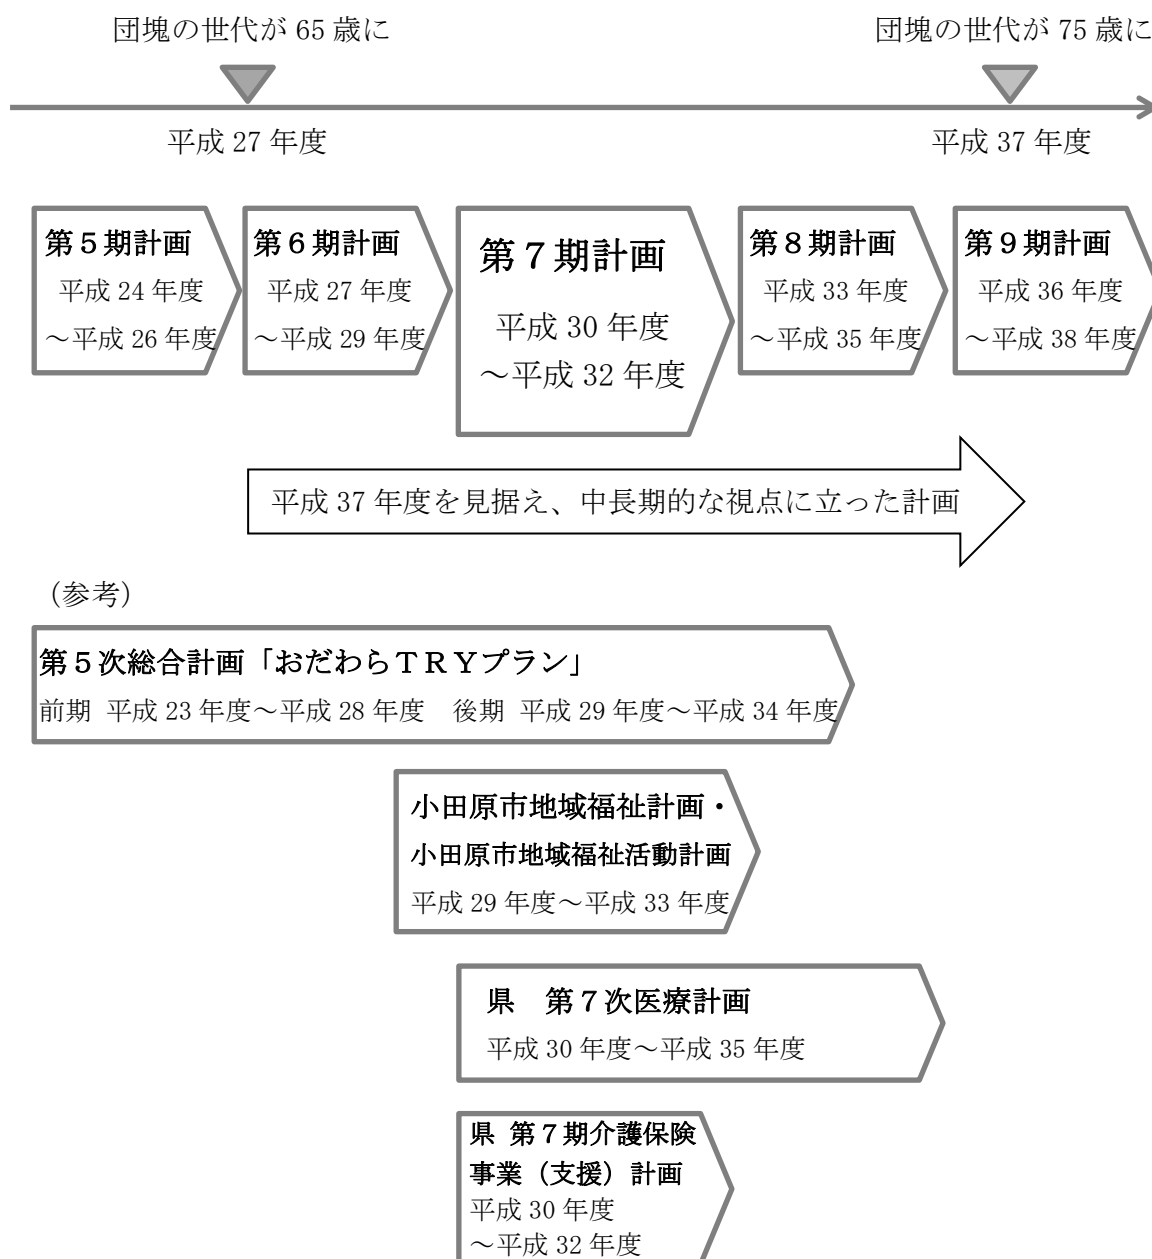 団塊の世代が 65 歳に
団塊の世代が 75 歳に
平成 27 年度
平成 37 年度
第５期計画
平成 24 年度
～平成 26 年度
第６期計画
平成 27 年度
～平成 29 年度
第７期計画
平成 30 年度
～平成 32 年度
第８期計画
平成 33 年度
～平成 35 年度
第９期計画
平成 36 年度
～平成 38 年度
平成 37 年度を見据え、中長期的な視点に立った計画
（参考）
第５次総合計画「おだわらＴＲＹプラン」
前期 平成 23 年度～平成 28 年度　後期 平成 29 年度～平成 34 年度
小田原市地域福祉計画・
小田原市地域福祉活動計画
平成 29 年度～平成 33 年度
県　第７次医療計画
平成 30 年度～平成 35 年度
県 第７期介護保険
事業（支援）計画
平成 30 年度
～平成 32 年度